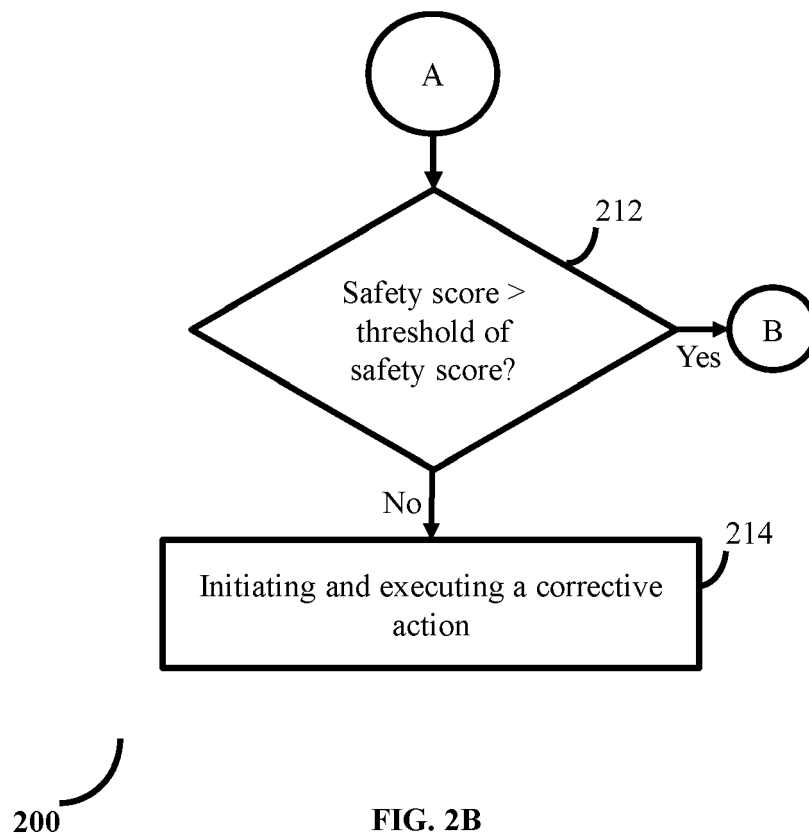 A
212
Safety score >
threshold of
safety score?
B
Yes
No
214
Initiating and executing a corrective
action
200
FIG. 2B